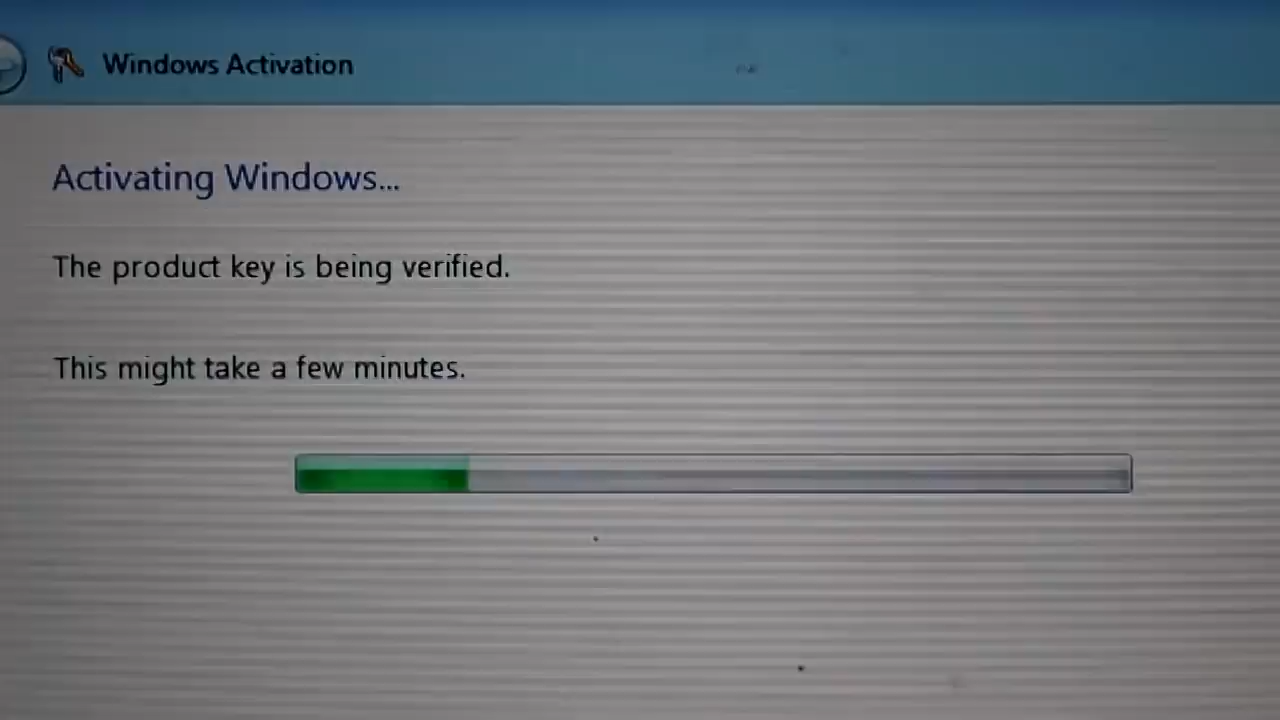 Windows Activation
Activating Windows...
The product key is being verified.
This might take a few minutes.